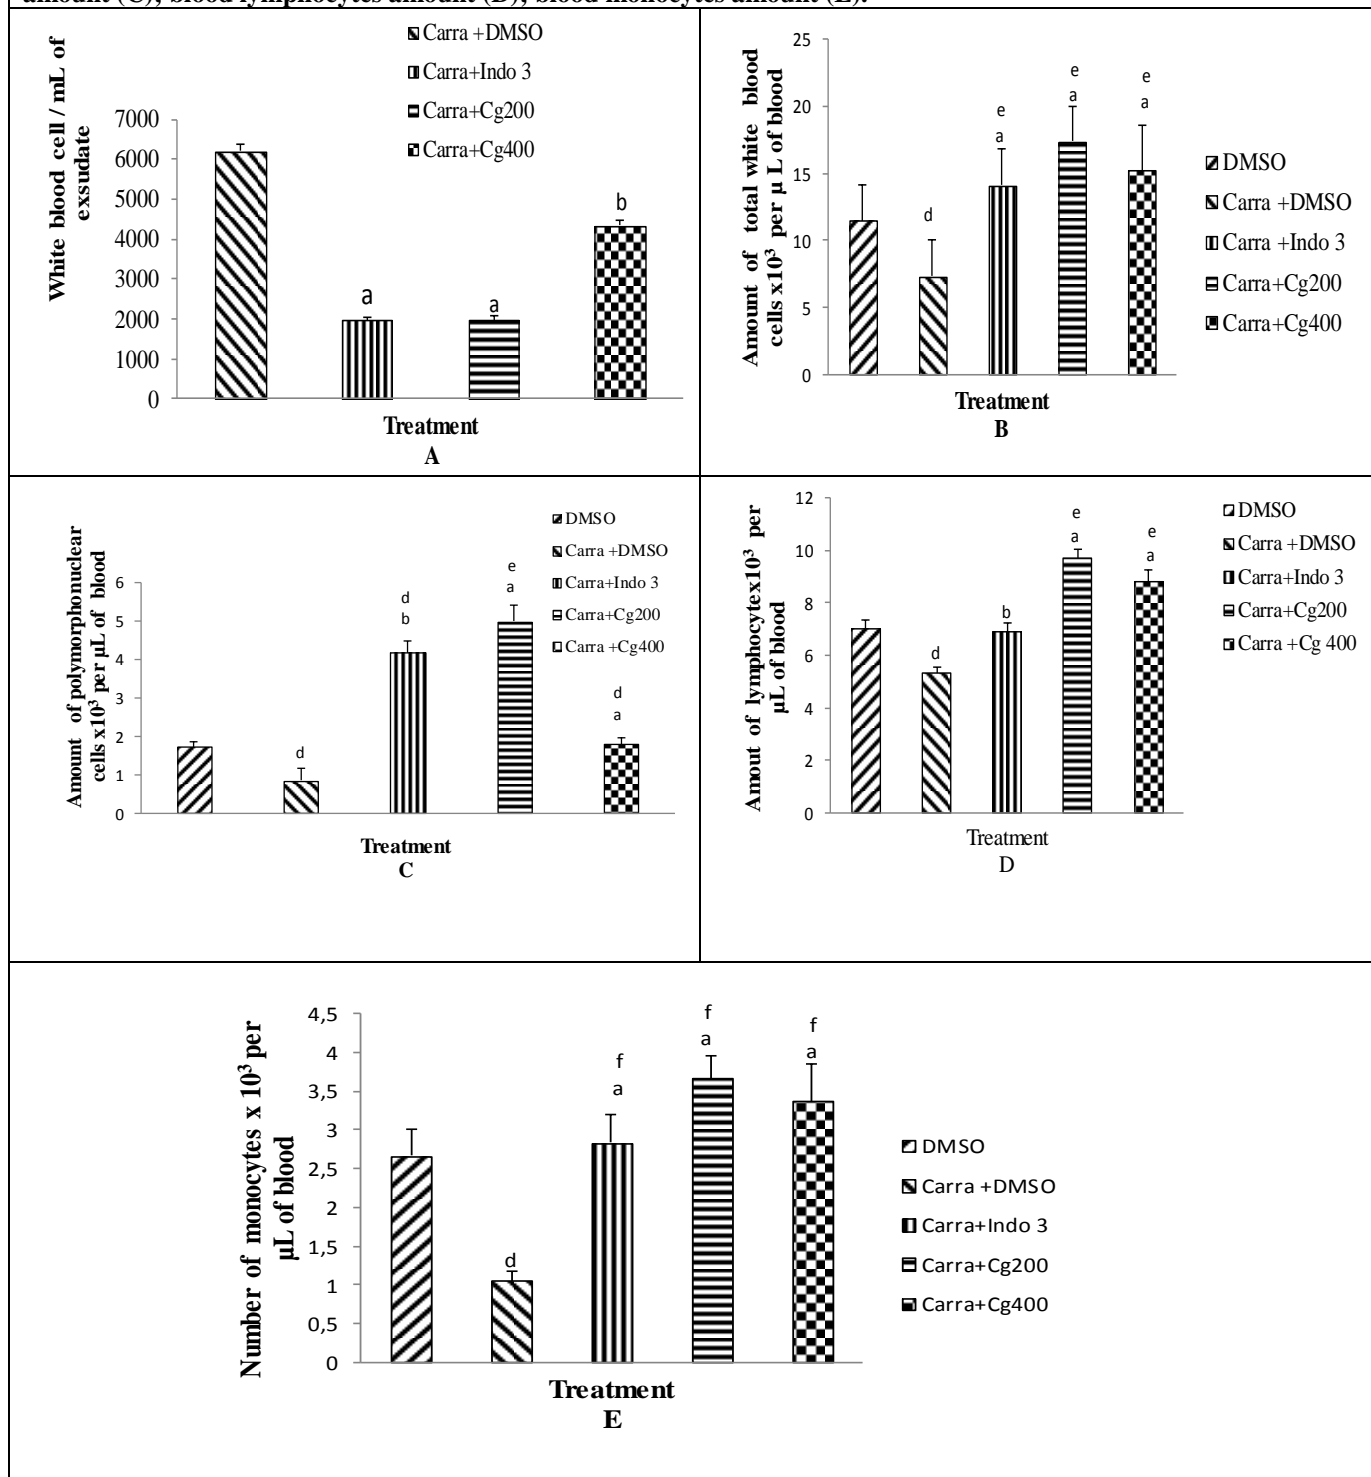 amount (C); blood lymphocytes amount (D); blood monocytes amount (E).
White blood cell / mL of
exsudate
7000
6000
5000
4000
3000
2000
1000
0
Carra +DMSO
Carra+Indo 3
Carra+Cg200
Carra+Cg400
a
a
b
Treatment
A
Amount of total white blood
cells x10³ per µ L of blood
25
20
15
10
5
0
d
e
a
e
a
e
a
DMSO
Carra +DMSO
Carra +Indo 3
Carra+Cg200
Carra+Cg400
Treatment
B
Amount of polymorphonuclear
cells x10³ per µL of blood
6
5
4
3
2
1
0
d
d
b
e
a
d
a
DMSO
Carra +DMSO
Carra+Indo 3
Carra+Cg200
Carra +Cg400
Treatment
C
Amout of lymphocytex10³ per
µL of blood
12
10
8
6
4
2
0
d
b
e
a
e
a
DMSO
Carra +DMSO
Carra+Indo 3
Carra+Cg200
Carra +Cg 400
Treatment
D
Number of monocytes x 10³ per
µL of blood
4,5
4
3,5
3
2,5
2
1,5
1
0,5
0
d
f
a
f
a
f
a
DMSO
Carra +DMSO
Carra+Indo 3
Carra+Cg200
Carra+Cg400
Treatment
E